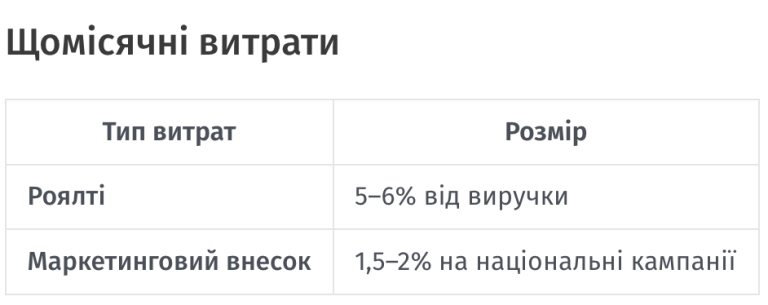 Щомісячні витрати
Тип витрат Розмір
Роялті 5–6% від виручки
Маркетинговий внесок 1,5–2% на національні кампанії